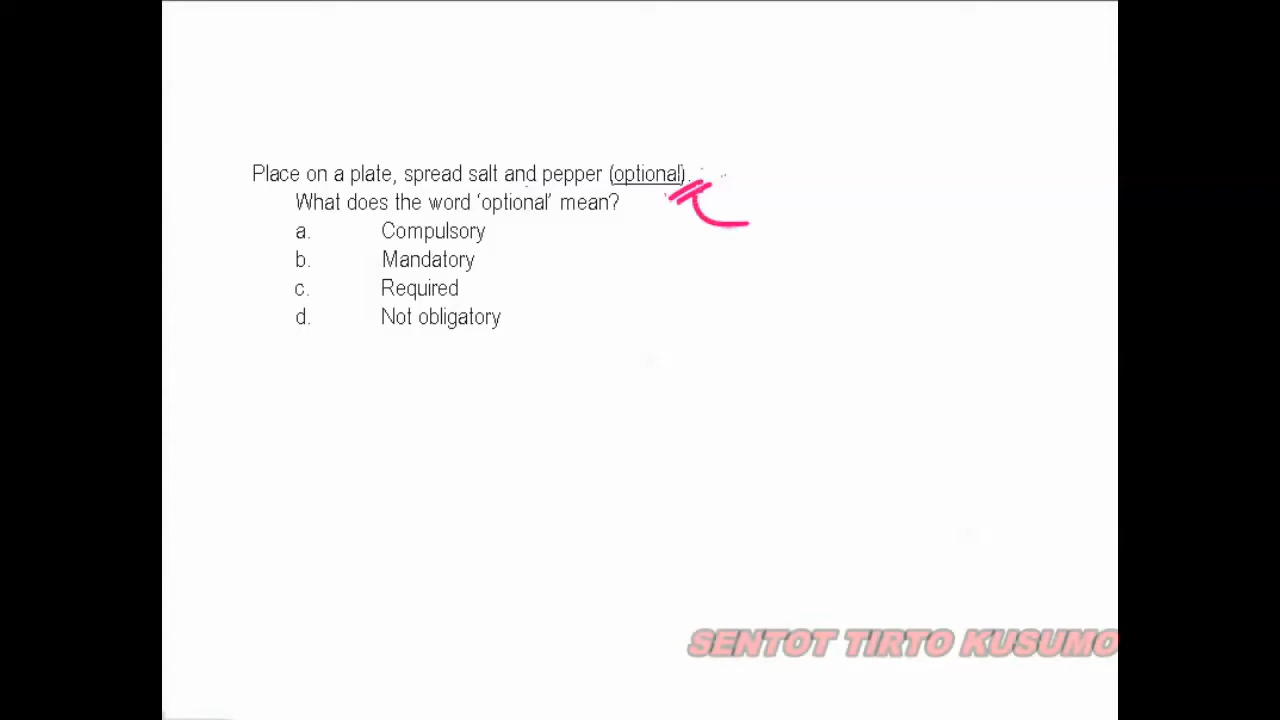 Place on a plate, spread salt and pepper (optional).
What does the word ‘optional’ mean?
a. Compulsory
b. Mandatory
c. Required
d. Not obligatory
SENTOT TIRTO KUSUMO